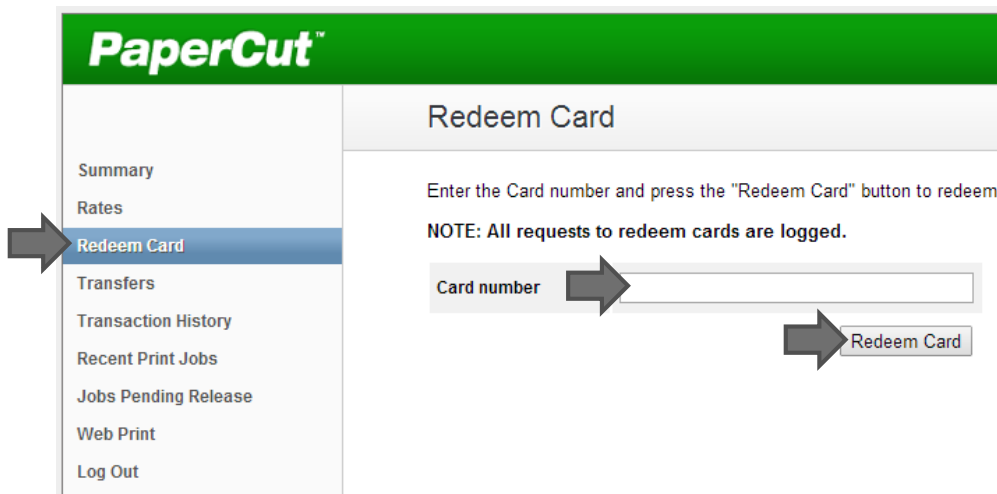 PaperCut™
Redeem Card
Summary
Rates
Redeem Card
Transfers
Transaction History
Recent Print Jobs
Jobs Pending Release
Web Print
Log Out
Enter the Card number and press the "Redeem Card" button to redeem
NOTE: All requests to redeem cards are logged.
Card number
Redeem Card